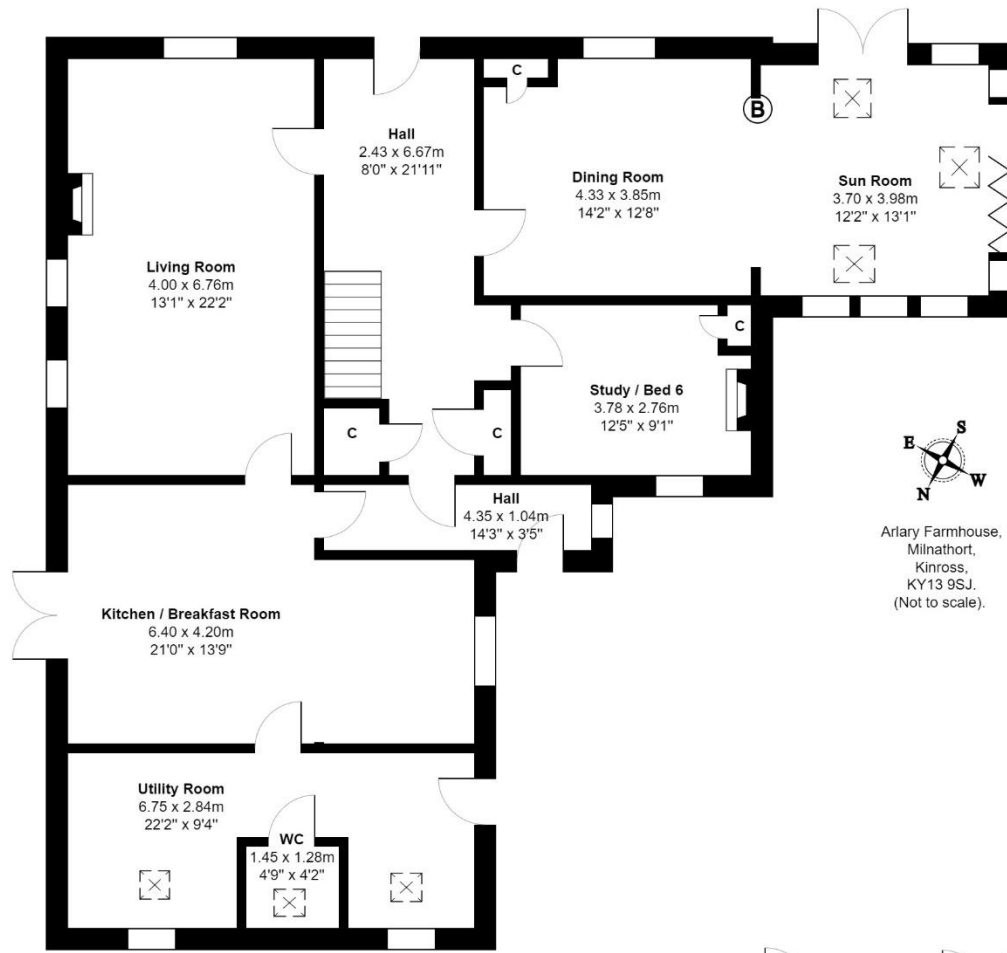 C
Hall
2.43 x 6.67m
8'0" x 21'11"
B
Dining Room
4.33 x 3.85m
14'2" x 12'8"
Sun Room
3.70 x 3.98m
12'2" x 13'1"
Living Room
4.00 x 6.76m
13'1" x 22'2"
C
Study / Bed 6
3.78 x 2.76m
12'5" x 9'1"
C
C
S
E
W
N
Hall
4.35 x 1.04m
14'3" x 3'5"
Arlary Farmhouse,
Milnathort,
Kinross,
KY13 9SJ.
(Not to scale).
Kitchen / Breakfast Room
6.40 x 4.20m
21'0" x 13'9"
Utility Room
6.75 x 2.84m
22'2" x 9'4"
WC
1.45 x 1.28m
4'9" x 4'2"